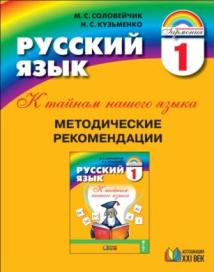 М. С. СОЛОВЕЙЧИК
Н. С. КУЗЬМЕНКО
РУССКИЙ
ЯЗЫК
Гармония
1
К тайнам нашего языка
МЕТОДИЧЕСКИЕ
РЕКОМЕНДАЦИИ
РУССКИЙ
ЯЗЫК
1
К тайнам нашего языка
АССОЦИАЦИЯ
XXI ВЕК